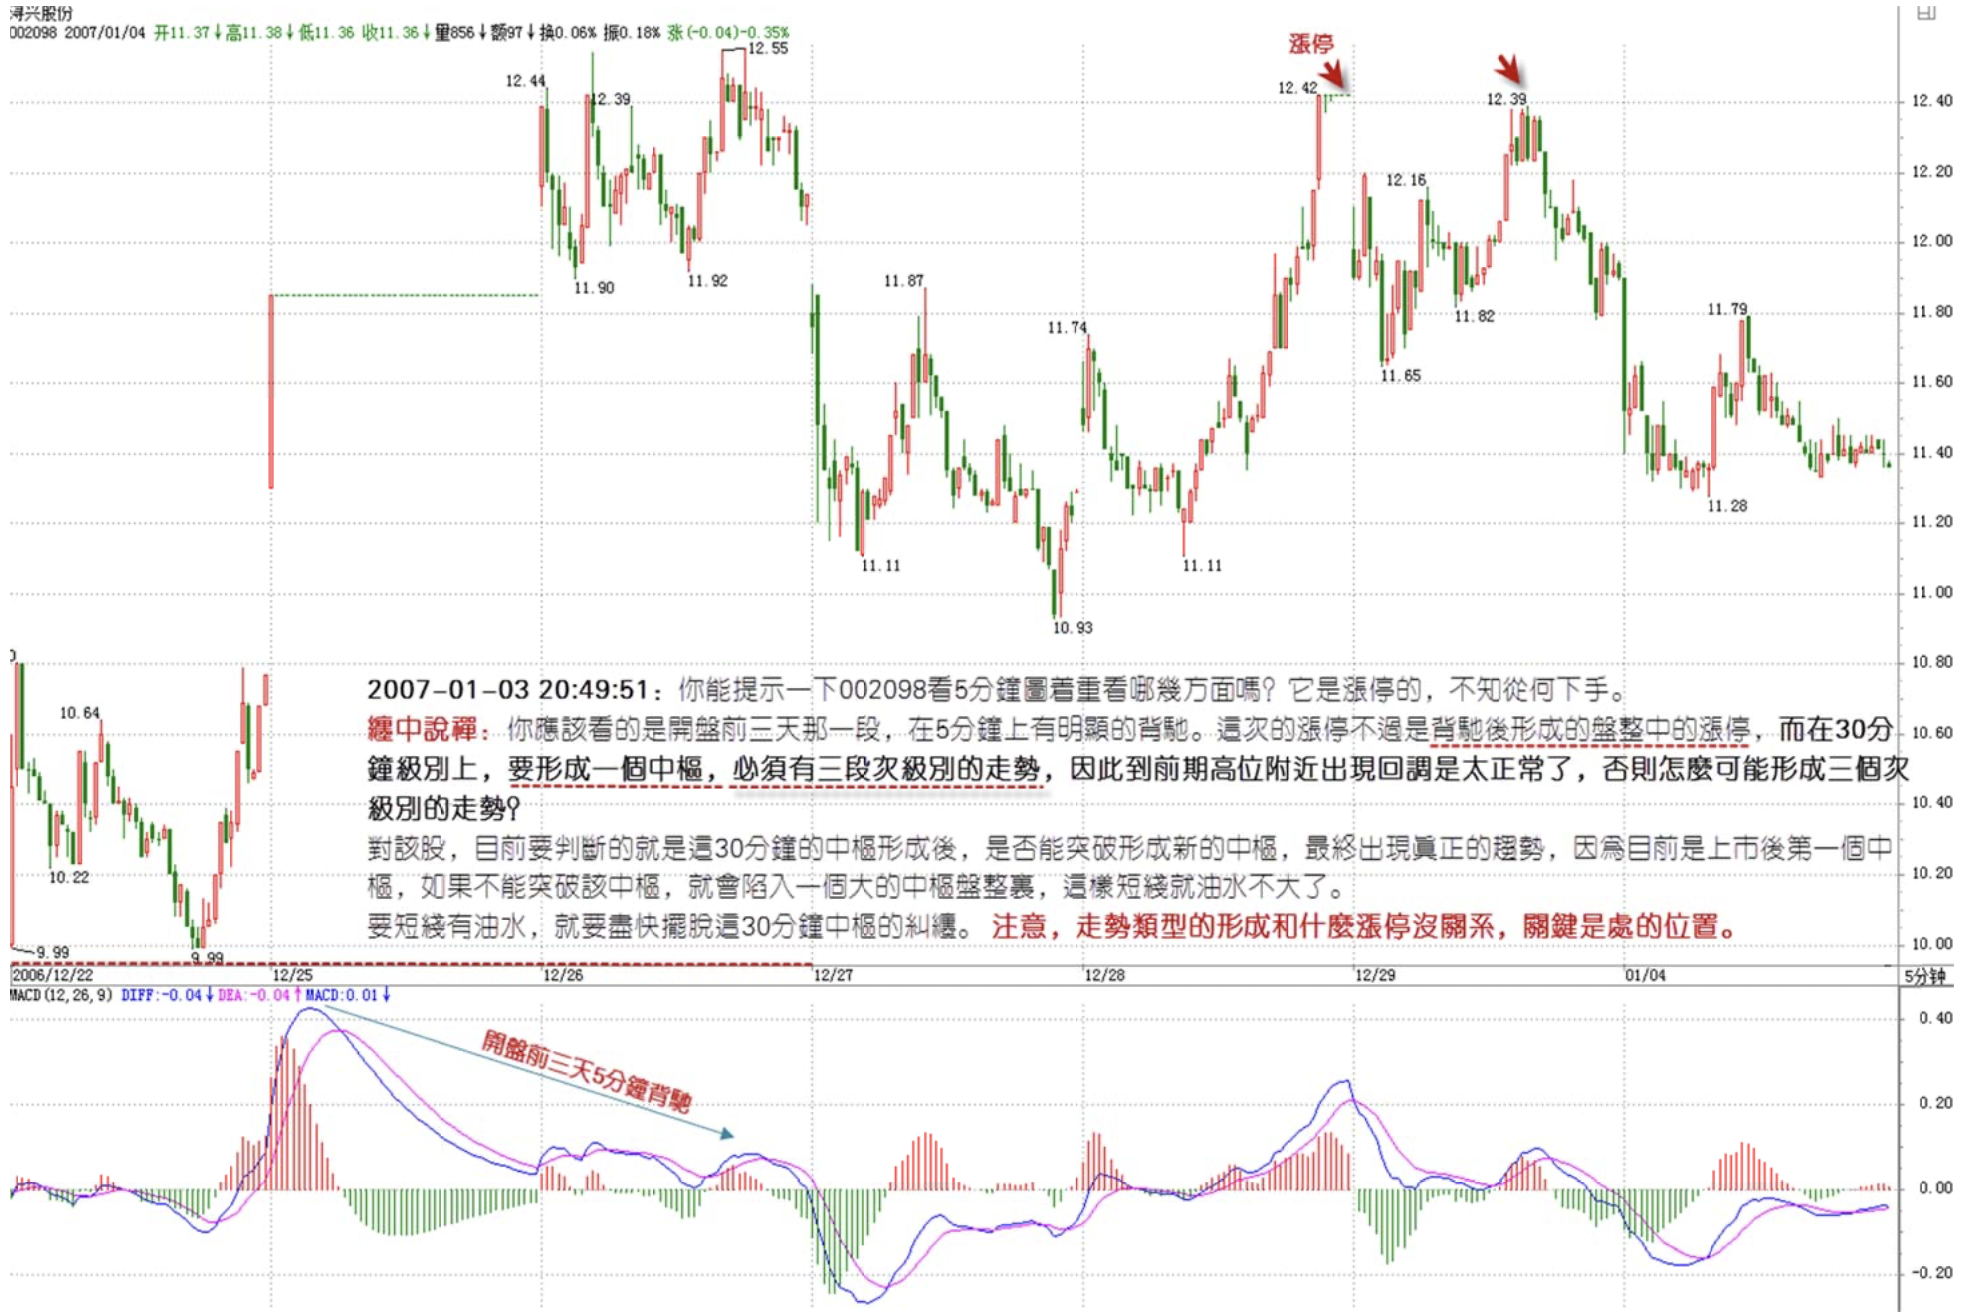 浔兴股份
002098 2007/01/04 开11.37↓高11.38↓低11.36 收11.36↓量856↓额97↓换0.06% 振0.18% 涨(-0.04)-0.35%
漲停
12.55
12.44
12.39
12.42
12.39
12.40
12.20
12.16
12.00
11.90
11.92
11.87
11.82
11.80
11.79
11.74
11.65
11.60
11.40
11.28
11.20
11.11
11.11
11.00
10.93
10.80
10.64
10.60
10.40
10.22
10.20
10.00
9.99
9.99
2007-01-03 20:49:51：你能提示一下002098看5分鐘圖着重看哪幾方面嗎？它是漲停的，不知從何下手。
纏中說禪：你應該看的是開盤前三天那一段，在5分鐘上有明顯的背馳。這次的漲停不過是背馳後形成的盤整中的漲停，而在30分
鐘級別上，要形成一個中樞，必須有三段次級別的走勢，因此到前期高位附近出現回調是太正常了，否則怎麼可能形成三個次
級別的走勢？
對該股，目前要判斷的就是這30分鐘的中樞形成後，是否能突破形成新的中樞，最終出現眞正的趨勢，因爲目前是上市後第一個中
樞，如果不能突破該中樞，就會陷入一個大的中樞盤整裏，這樣短綫就油水不大了。
要短綫有油水，就要盡快擺脫這30分鐘中樞的糾纏。注意，走勢類型的形成和什麼漲停沒關系，關鍵是處的位置。
2006/12/22 12/25 12/26 12/27 12/28 12/29 01/04 5分钟
MACD(12,26,9) DIFF:-0.04↓ DEA:-0.04↑ MACD:0.01↓
開盤前三天5分鐘背馳
0.40
0.20
0.00
-0.20